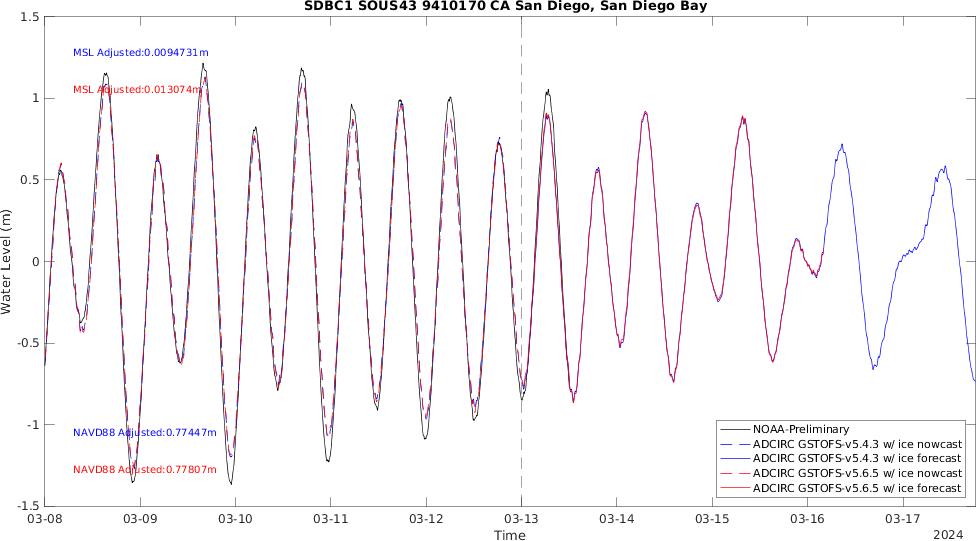 SDBC1 SOUS43 9410170 CA San Diego, San Diego Bay
1.5
1
0.5
0
-0.5
-1
-1.5
Water Level (m)
MSL Adjusted:0.0094731m
MSL Adjusted:0.013074m
NAVD88 Adjusted:0.77447m
NAVD88 Adjusted:0.77807m
NOAA-Preliminary
ADCIRC GSTOFS-v5.4.3 w/ ice nowcast
ADCIRC GSTOFS-v5.4.3 w/ ice forecast
ADCIRC GSTOFS-v5.6.5 w/ ice nowcast
ADCIRC GSTOFS-v5.6.5 w/ ice forecast
03-08 03-09 03-10 03-11 03-12 03-13 03-14 03-15 03-16 03-17
Time
2024